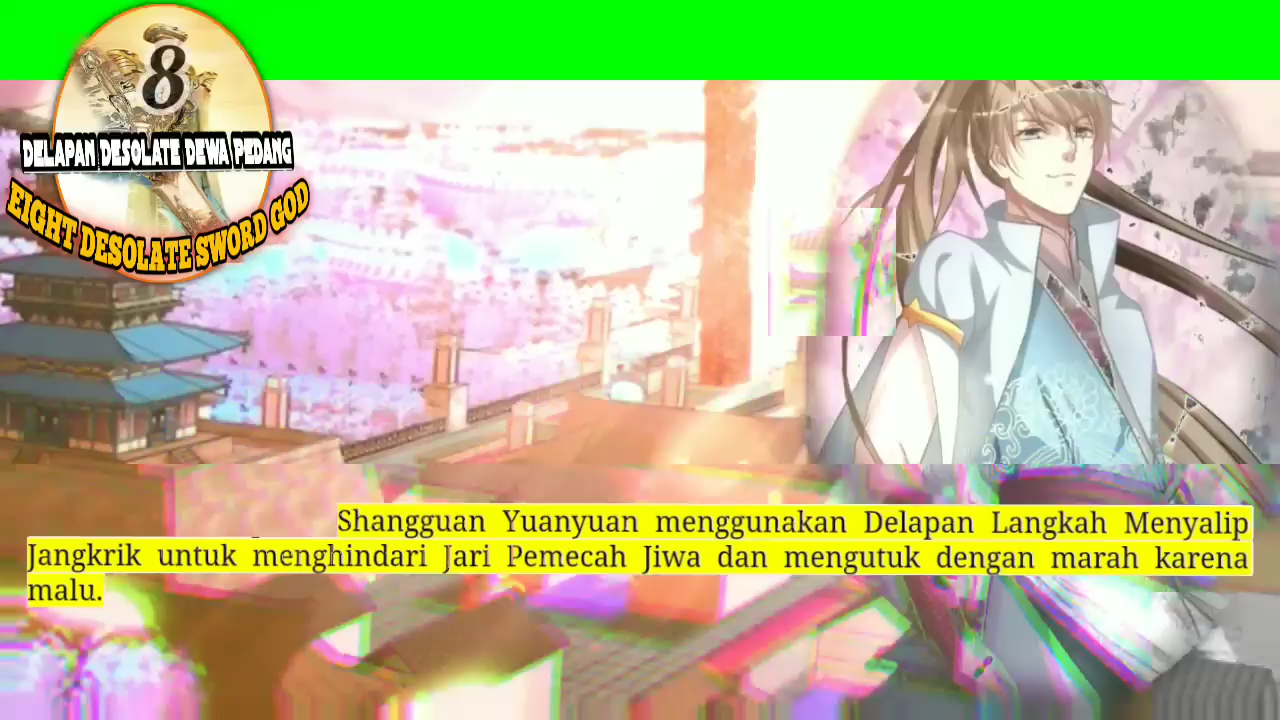 8
DELAPAN DESOLATE DEWA PEDANG
EIGHT DESOLATE SWORD GOD
Shangguan Yuanyuan menggunakan Delapan Langkah Menyalip
Jangkrik untuk menghindari Jari Pemecah Jiwa dan mengutuk dengan marah karena
malu.